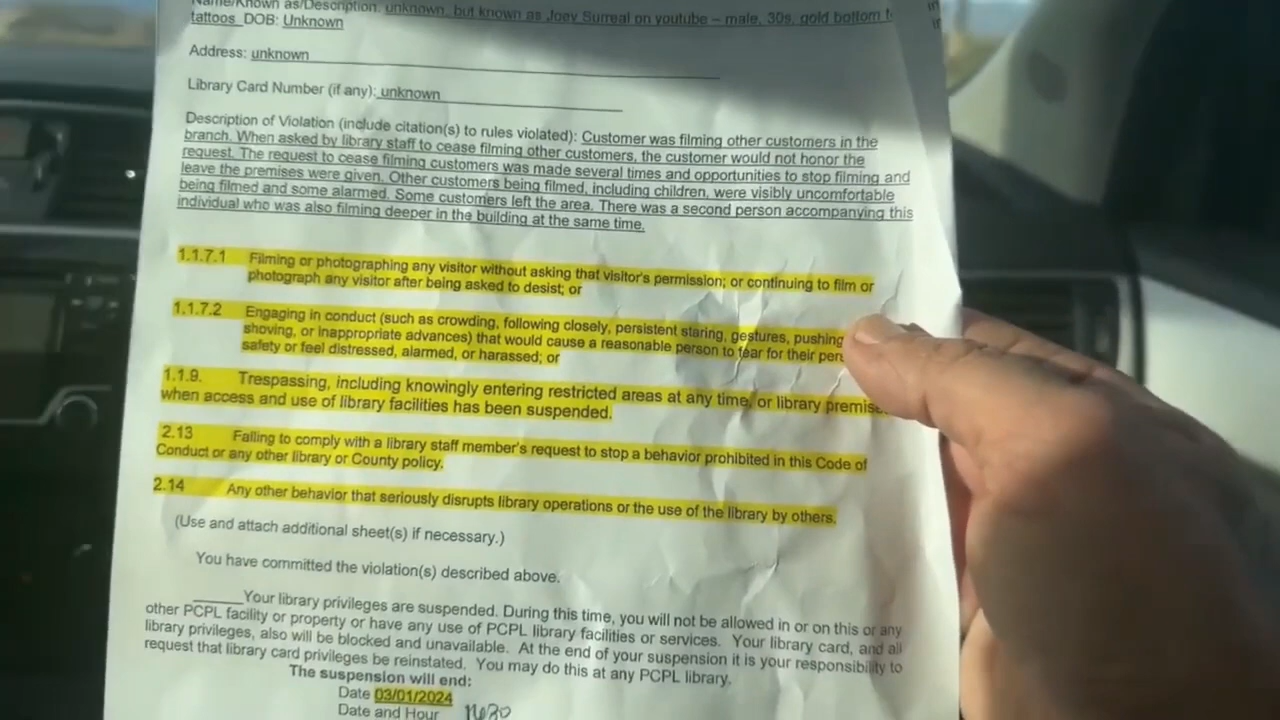 Name/Known as/Description: unknown, but known as Joey Surreal on youtube – male, 30s, gold bottom
tattoos DOB: Unknown
Address: unknown
Library Card Number (if any): unknown
Description of Violation (include citation(s) to rules violated): Customer was filming other customers in the
branch. When asked by library staff to cease filming other customers, the customer would not honor the
request. The request to cease filming customers was made several times and opportunities to stop filming and
leave the premises were given. Other customers being filmed, including children, were visibly uncomfortable
being filmed and some alarmed. Some customers left the area. There was a second person accompanying this
individual who was also filming deeper in the building at the same time.
1.1.7.1 Filming or photographing any visitor without asking that visitor's permission; or continuing to film or
photograph any visitor after being asked to desist; or
1.1.7.2 Engaging in conduct (such as crowding, following closely, persistent staring, gestures, pushing
shoving, or inappropriate advances) that would cause a reasonable person to fear for their
safety or feel distressed, alarmed, or harassed; or
1.1.9. Trespassing, including knowingly entering restricted areas at any time, or library
when access and use of library facilities has been suspended.
2.13 Failing to comply with a library staff member's request to stop a behavior prohibited in this Code of
Conduct or any other library or County policy.
2.14 Any other behavior that seriously disrupts library operations or the use of the library by others.
(Use and attach additional sheet(s) if necessary.)
You have committed the violation(s) described above.
Your library privileges are suspended. During this time, you will not be allowed in or on this or any
other PCPL facility or property or have any use of PCPL library facilities or services. Your library card, and all
library privileges, also will be blocked and unavailable. At the end of your suspension it is your responsibility to
request that library card privileges be reinstated. You may do this at any PCPL library.
The suspension will end:
Date 03/01/2024
Date and Hour 1630